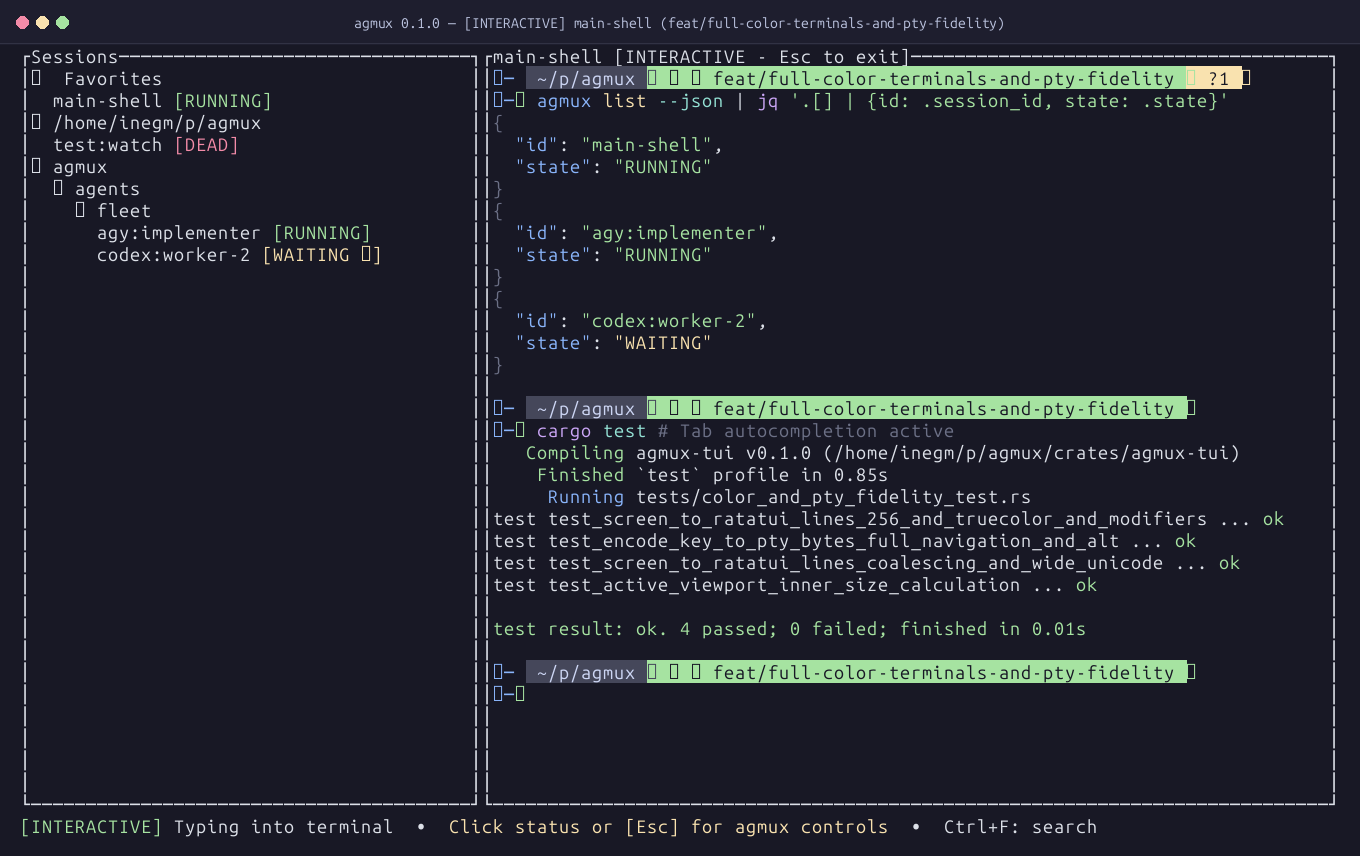 agmux 0.1.0 — [INTERACTIVE] main-shell (feat/full-color-terminals-and-pty-fidelity)
Sessions
Favorites
main-shell [RUNNING]
/home/inegm/p/agmux
test:watch [DEAD]
agmux
agents
fleet
agy:implementer [RUNNING]
codex:worker-2 [WAITING ▯]
main-shell [INTERACTIVE - Esc to exit]
▯─ ~/p/agmux ▯ ▯ ▯ feat/full-color-terminals-and-pty-fidelity ▯ ?1 ▯
▯─▯ agmux list --json | jq '.[] | {id: .session_id, state: .state}'
{
"id": "main-shell",
"state": "RUNNING"
}
{
"id": "agy:implementer",
"state": "RUNNING"
}
{
"id": "codex:worker-2",
"state": "WAITING"
}
▯─ ~/p/agmux ▯ ▯ ▯ feat/full-color-terminals-and-pty-fidelity ▯
▯─▯ cargo test # Tab autocompletion active
Compiling agmux-tui v0.1.0 (/home/inegm/p/agmux/crates/agmux-tui)
Finished `test` profile in 0.85s
Running tests/color_and_pty_fidelity_test.rs
test test_screen_to_ratatui_lines_256_and_truecolor_and_modifiers ... ok
test test_encode_key_to_pty_bytes_full_navigation_and_alt ... ok
test test_screen_to_ratatui_lines_coalescing_and_wide_unicode ... ok
test test_active_viewport_inner_size_calculation ... ok
test result: ok. 4 passed; 0 failed; finished in 0.01s
▯─ ~/p/agmux ▯ ▯ ▯ feat/full-color-terminals-and-pty-fidelity ▯
▯─▯
[INTERACTIVE] Typing into terminal • Click status or [Esc] for agmux controls • Ctrl+F: search